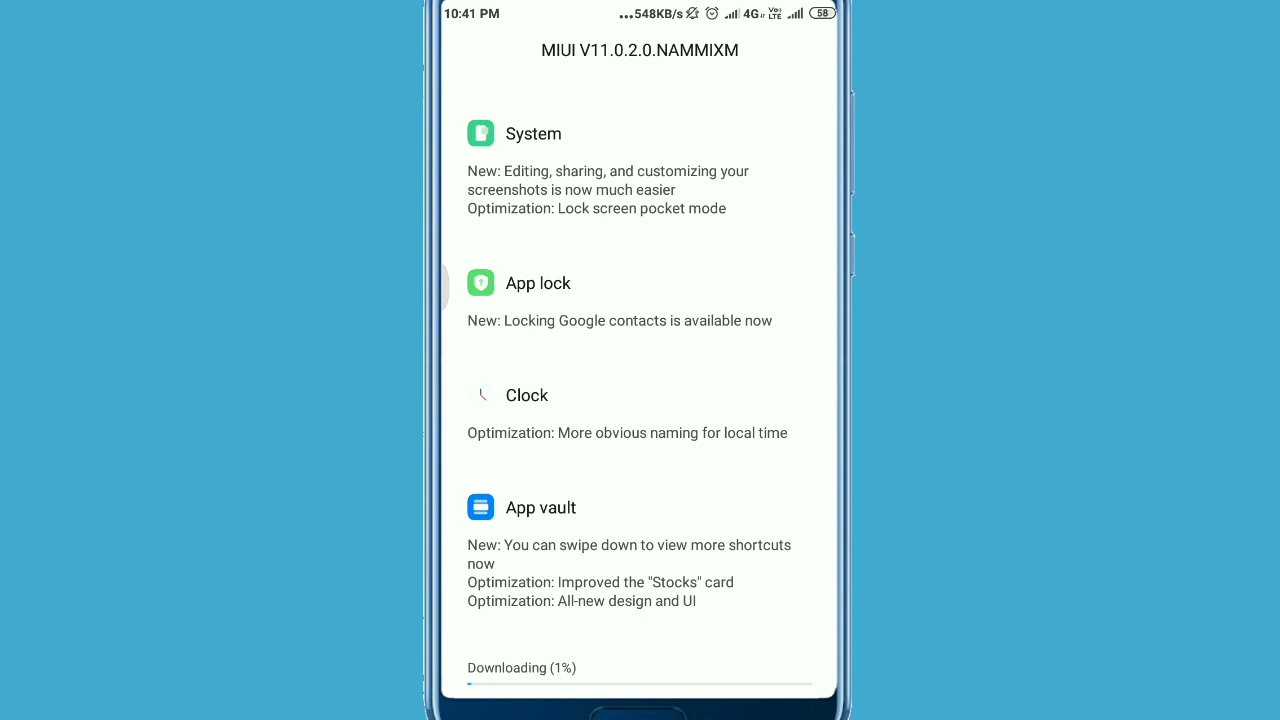 10:41 PM ...548KB/s 4G Vo) LTE 58
MIUI V11.0.2.0.NAMMIXM
System
New: Editing, sharing, and customizing your
screenshots is now much easier
Optimization: Lock screen pocket mode
App lock
New: Locking Google contacts is available now
Clock
Optimization: More obvious naming for local time
App vault
New: You can swipe down to view more shortcuts
now
Optimization: Improved the "Stocks" card
Optimization: All-new design and UI
Downloading (1%)